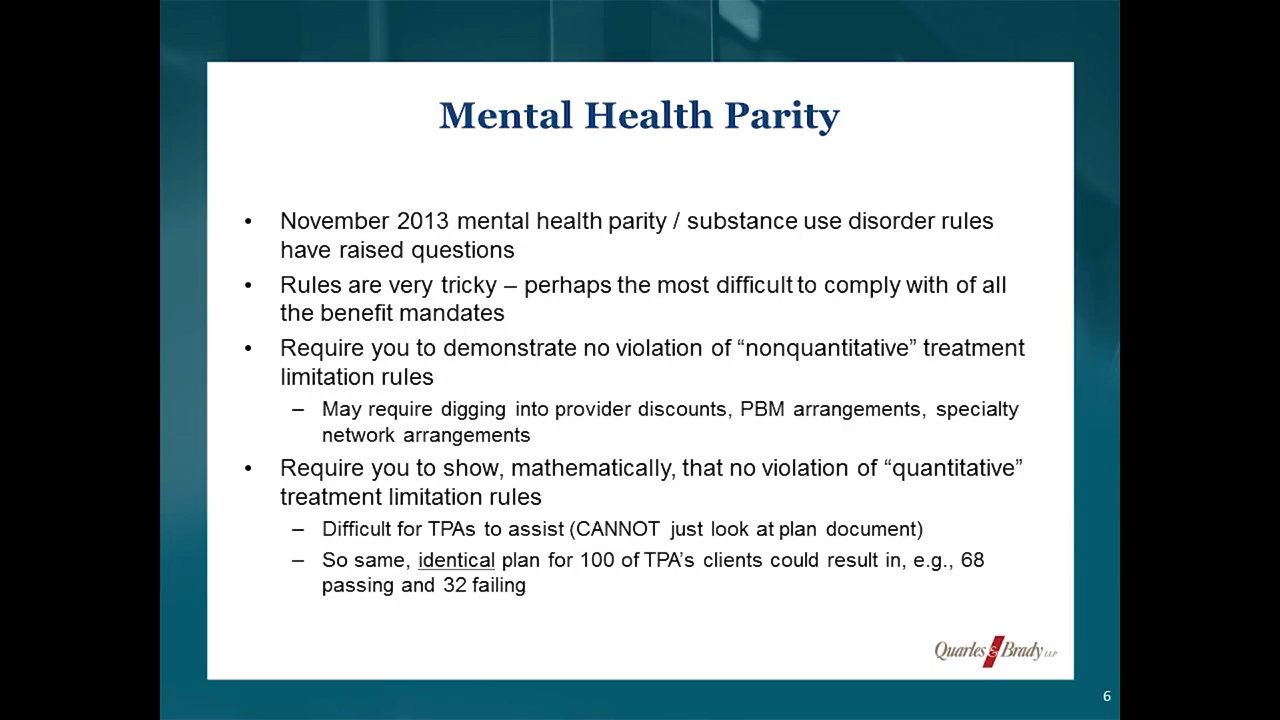 Mental Health Parity
• November 2013 mental health parity / substance use disorder rules
have raised questions
• Rules are very tricky – perhaps the most difficult to comply with of all
the benefit mandates
• Require you to demonstrate no violation of “nonquantitative” treatment
limitation rules
– May require digging into provider discounts, PBM arrangements, specialty
network arrangements
• Require you to show, mathematically, that no violation of “quantitative”
treatment limitation rules
– Difficult for TPAs to assist (CANNOT just look at plan document)
– So same, identical plan for 100 of TPA’s clients could result in, e.g., 68
passing and 32 failing
Quarles & Brady LLP
6